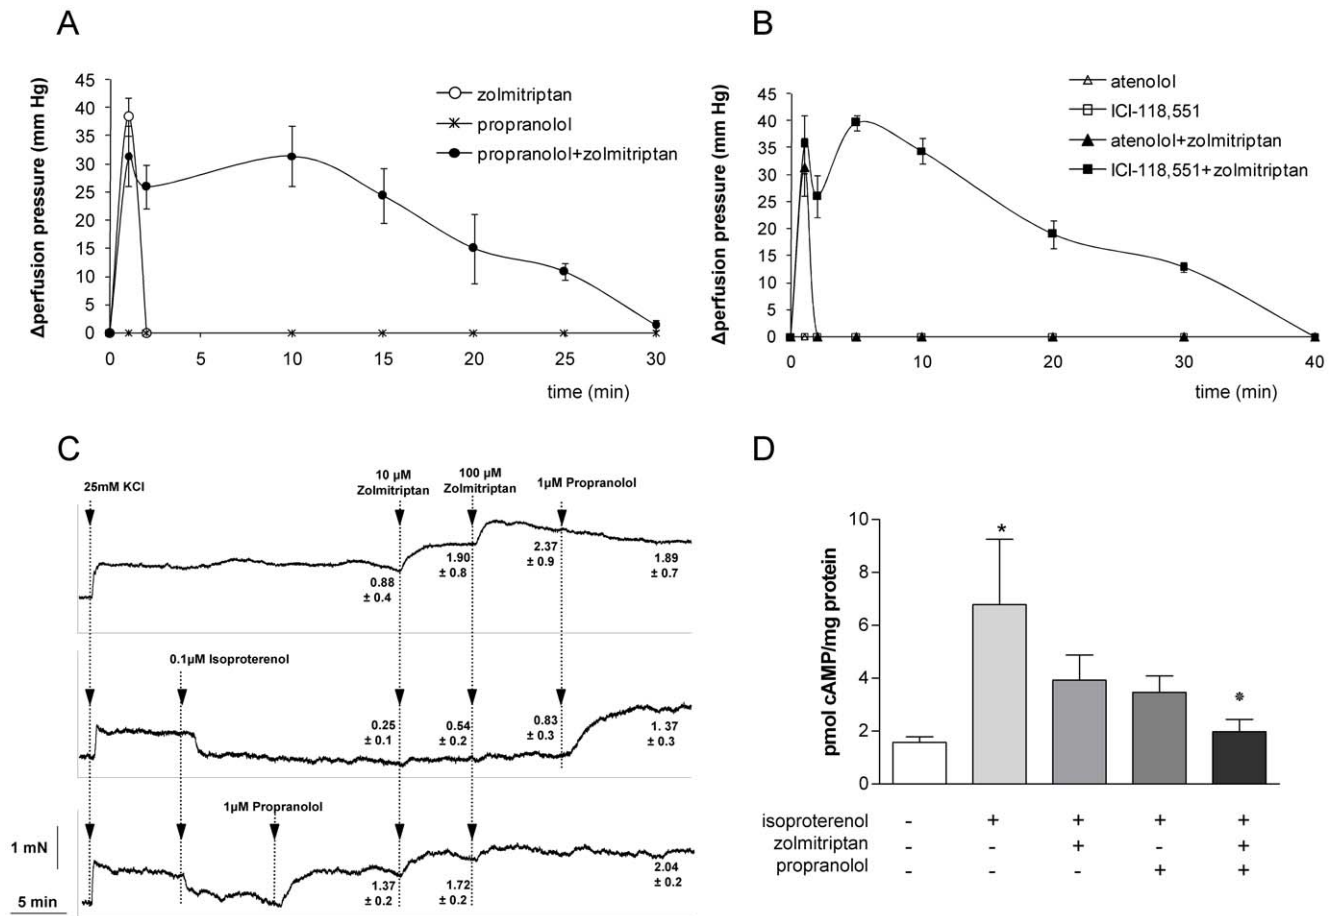 A
Δperfusion pressure (mm Hg)
45
40
35
30
25
20
15
10
5
0
0 5 10 15 20 25 30
time (min)
zolmitriptan
propranolol
propranolol+zolmitriptan
B
Δperfusion pressure (mm Hg)
45
40
35
30
25
20
15
10
5
0
0 10 20 30 40
time (min)
atenolol
ICI-118,551
atenolol+zolmitriptan
ICI-118,551+zolmitriptan
C
25mM KCl
10 µM
Zolmitriptan
100 µM
Zolmitriptan
1µM Propranolol
0.88
± 0.4
1.90
± 0.8
2.37
± 0.9
1.89
± 0.7
0.1µM Isoproterenol
0.25
± 0.1
0.54
± 0.2
0.83
± 0.3
1. 37
± 0.3
1µM Propranolol
1.37
± 0.2
1.72
± 0.2
2.04
± 0.2
1 mN
5 min
D
pmol cAMP/mg protein
10
8
6
4
2
0
*
*
isoproterenol - + + + +
zolmitriptan - - + - +
propranolol - - - + +